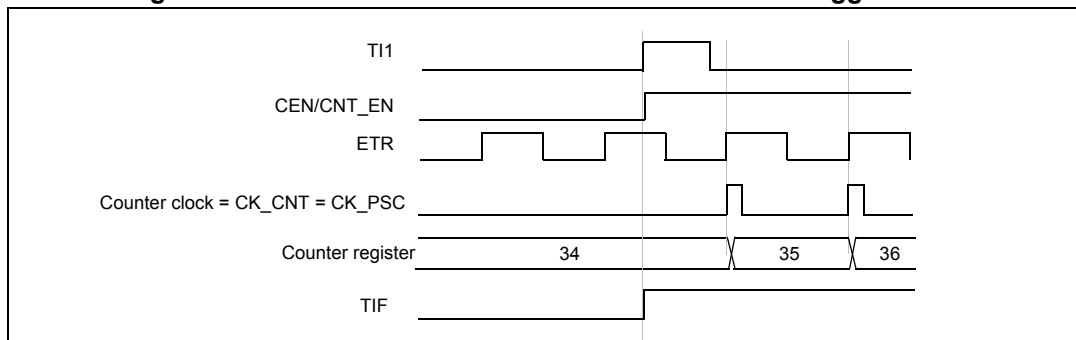 TI1
CEN/CNT_EN
ETR
Counter clock = CK_CNT = CK_PSC
Counter register 34 35 36
TIF